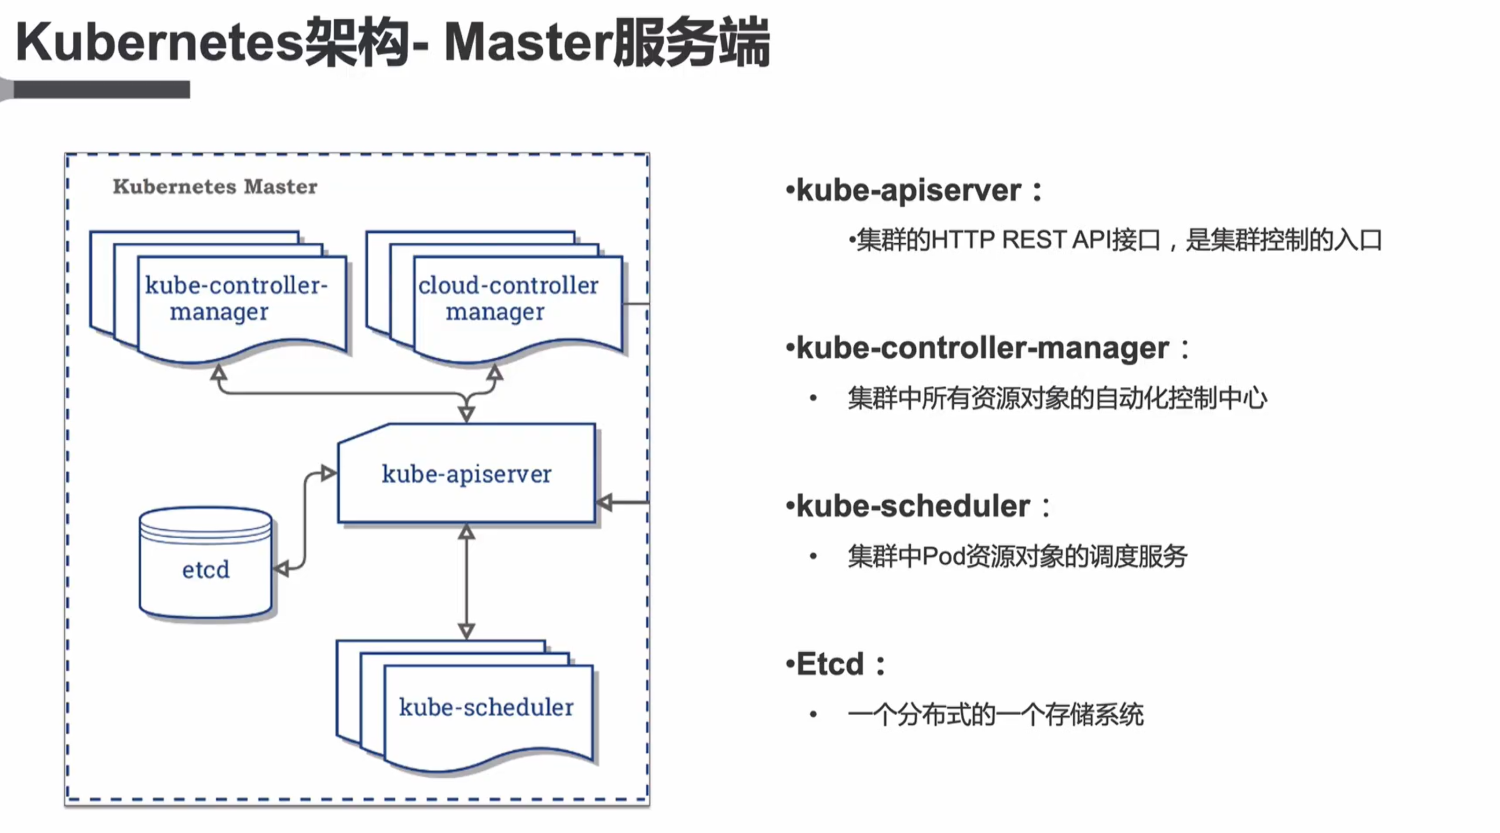 Kubernetes架构- Master服务端
Kubernetes Master
kube-controller-
manager
cloud-controller
manager
kube-apiserver
etcd
kube-scheduler
•kube-apiserver：
•集群的HTTP REST API接口，是集群控制的入口
•kube-controller-manager：
• 集群中所有资源对象的自动化控制中心
•kube-scheduler：
• 集群中Pod资源对象的调度服务
•Etcd：
• 一个分布式的一个存储系统